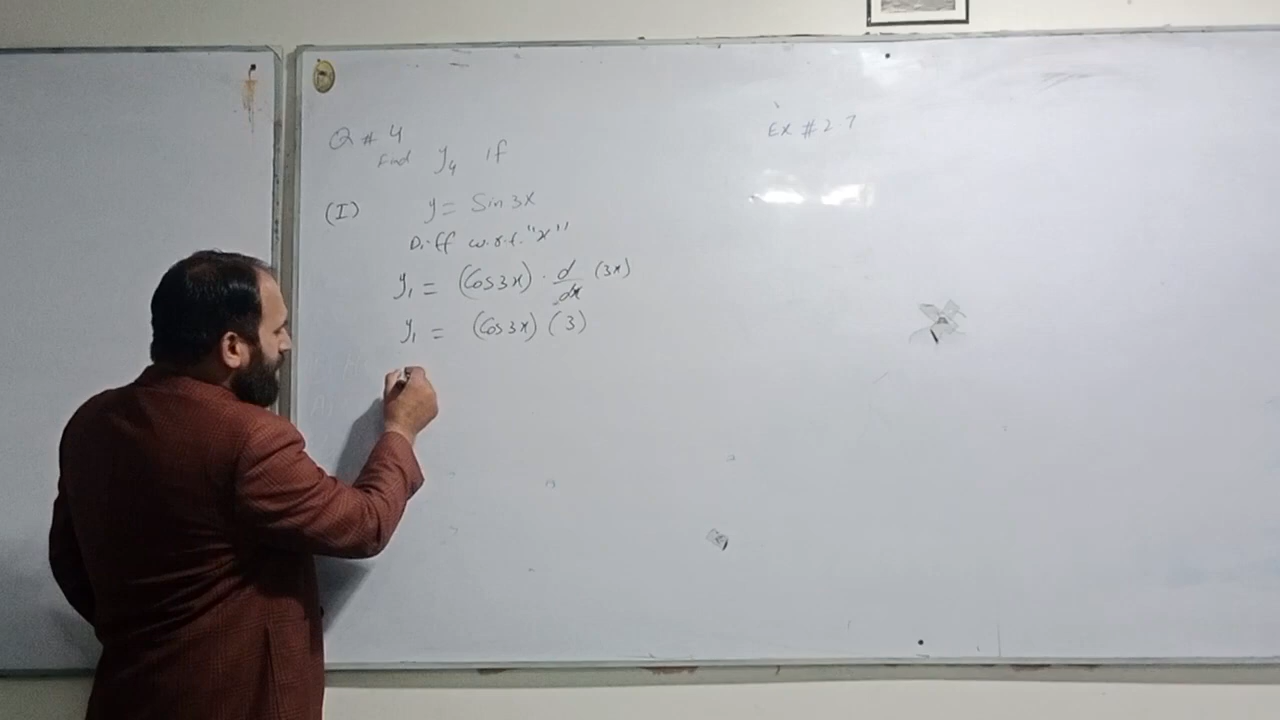 Q # 4
Find y₄ if
Ex # 2.7
(I) y = Sin 3x
Diff w.r.t. "x"
y₁ = (Cos 3x) · d/dx (3x)
y₁ = (Cos 3x) (3)